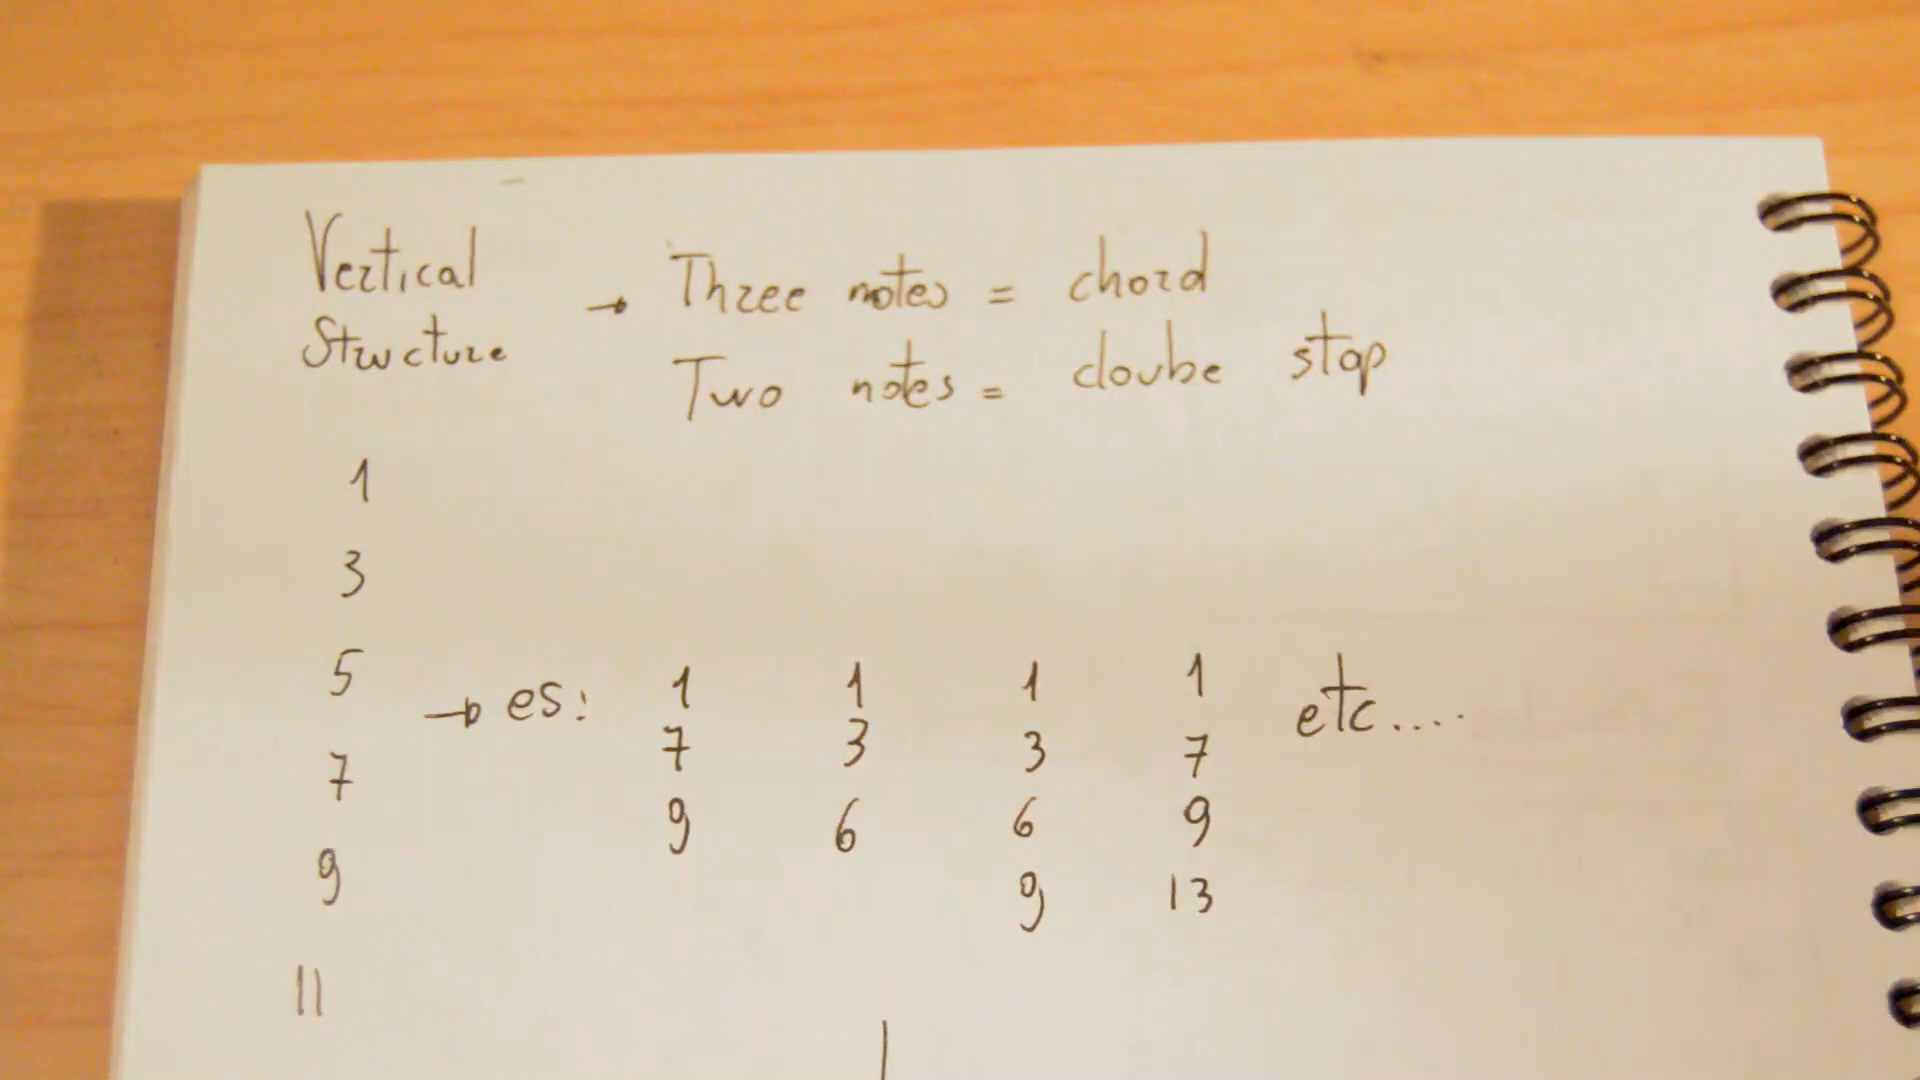 Vertical
Structure
→ Three notes = chord
Two notes = doube stop
1
3
5
7
9
11
→ es: 1 1 1 1 etc....
7 3 3 7
9 6 6 9
9 13